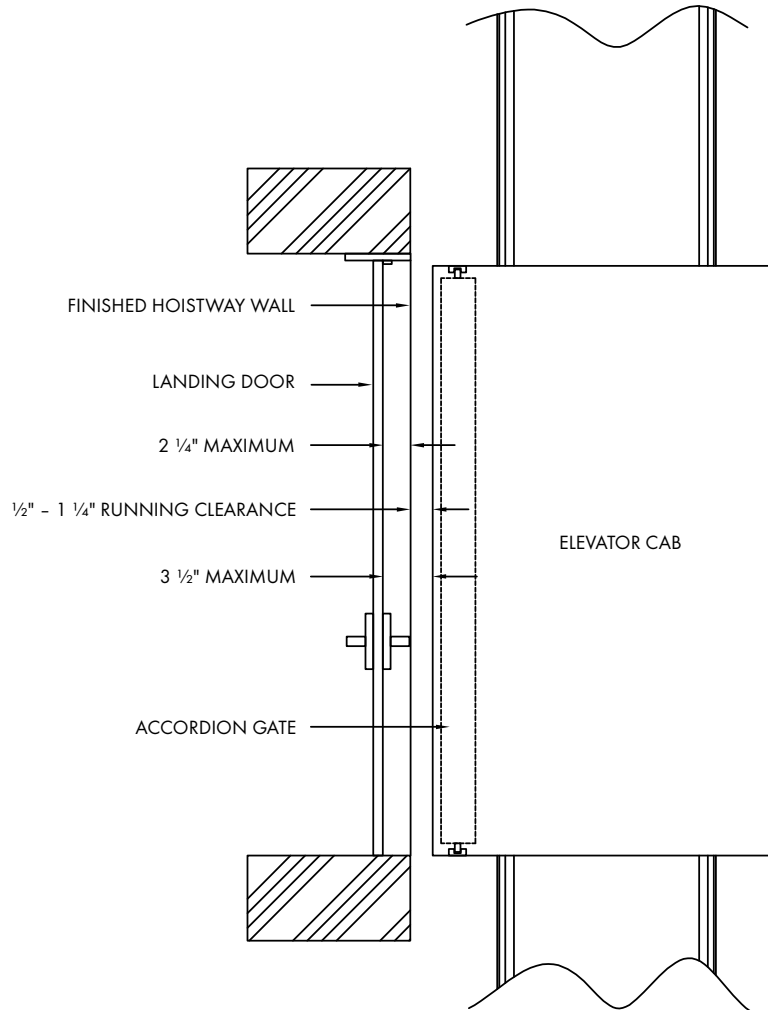 FINISHED HOISTWAY WALL
LANDING DOOR
2 ¼" MAXIMUM
½" – 1 ¼" RUNNING CLEARANCE
ELEVATOR CAB
3 ½" MAXIMUM
ACCORDION GATE